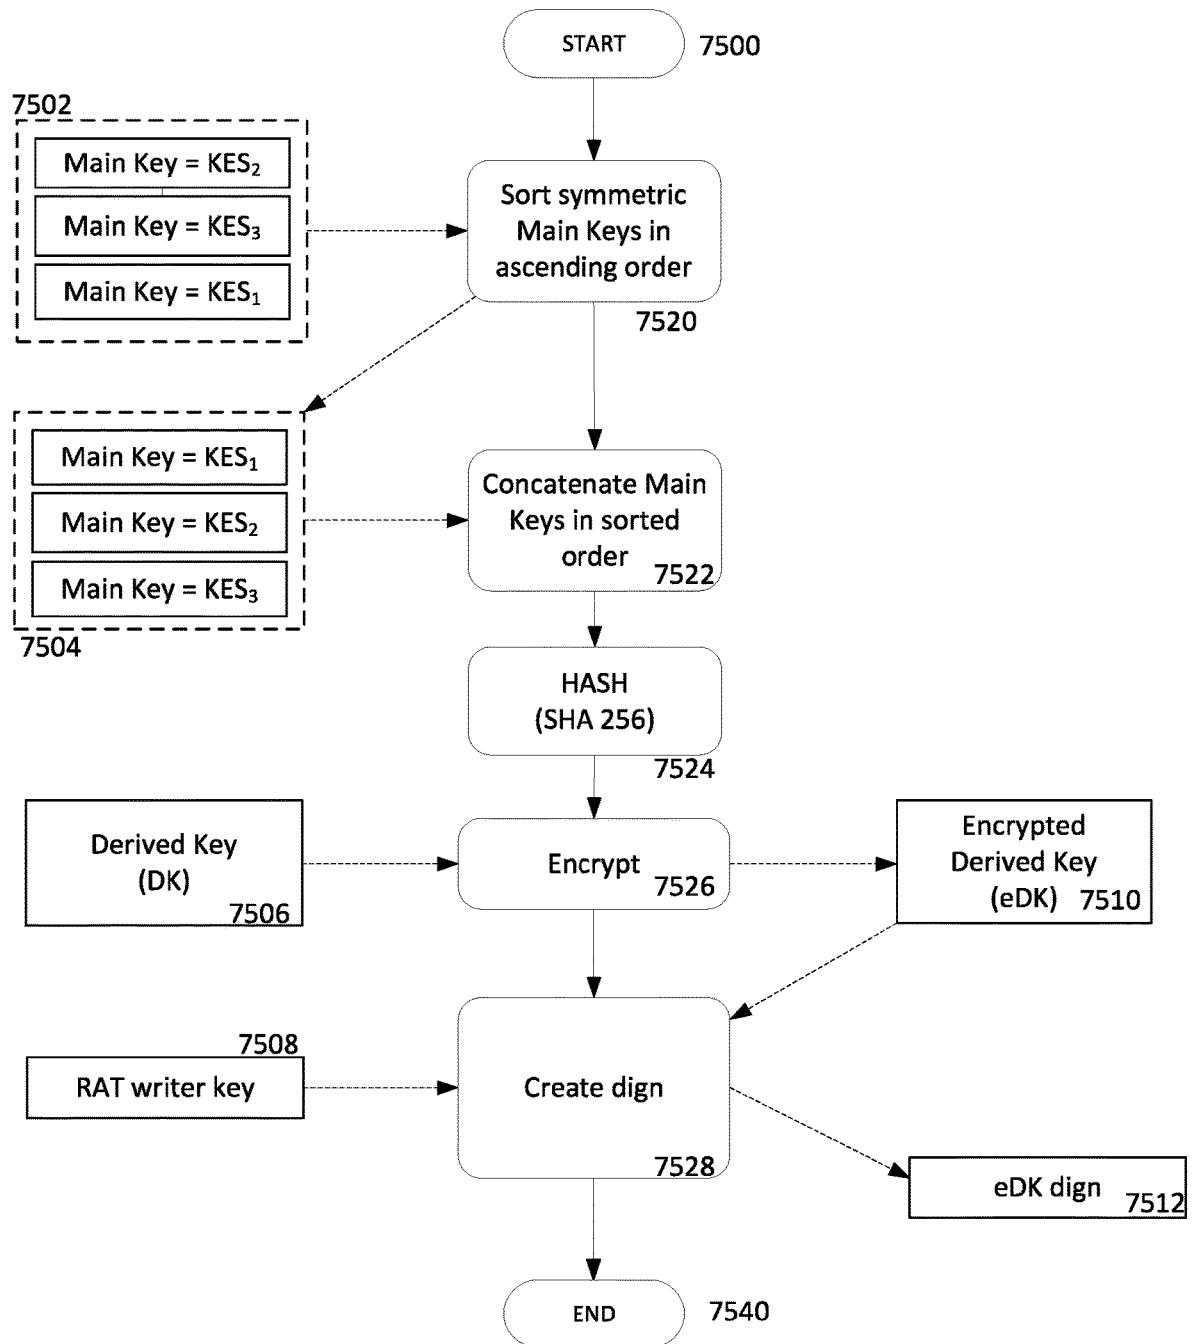 START
7500
7502
Main Key = KES₂
Main Key = KES₃
Main Key = KES₁
Sort symmetric
Main Keys in
ascending order
7520
Main Key = KES₁
Main Key = KES₂
Main Key = KES₃
7504
Concatenate Main
Keys in sorted
order
7522
HASH
(SHA 256)
7524
Derived Key
(DK)
7506
Encrypt
7526
Encrypted
Derived Key
(eDK)
7510
7508
RAT writer key
Create dign
7528
eDK dign
7512
END
7540